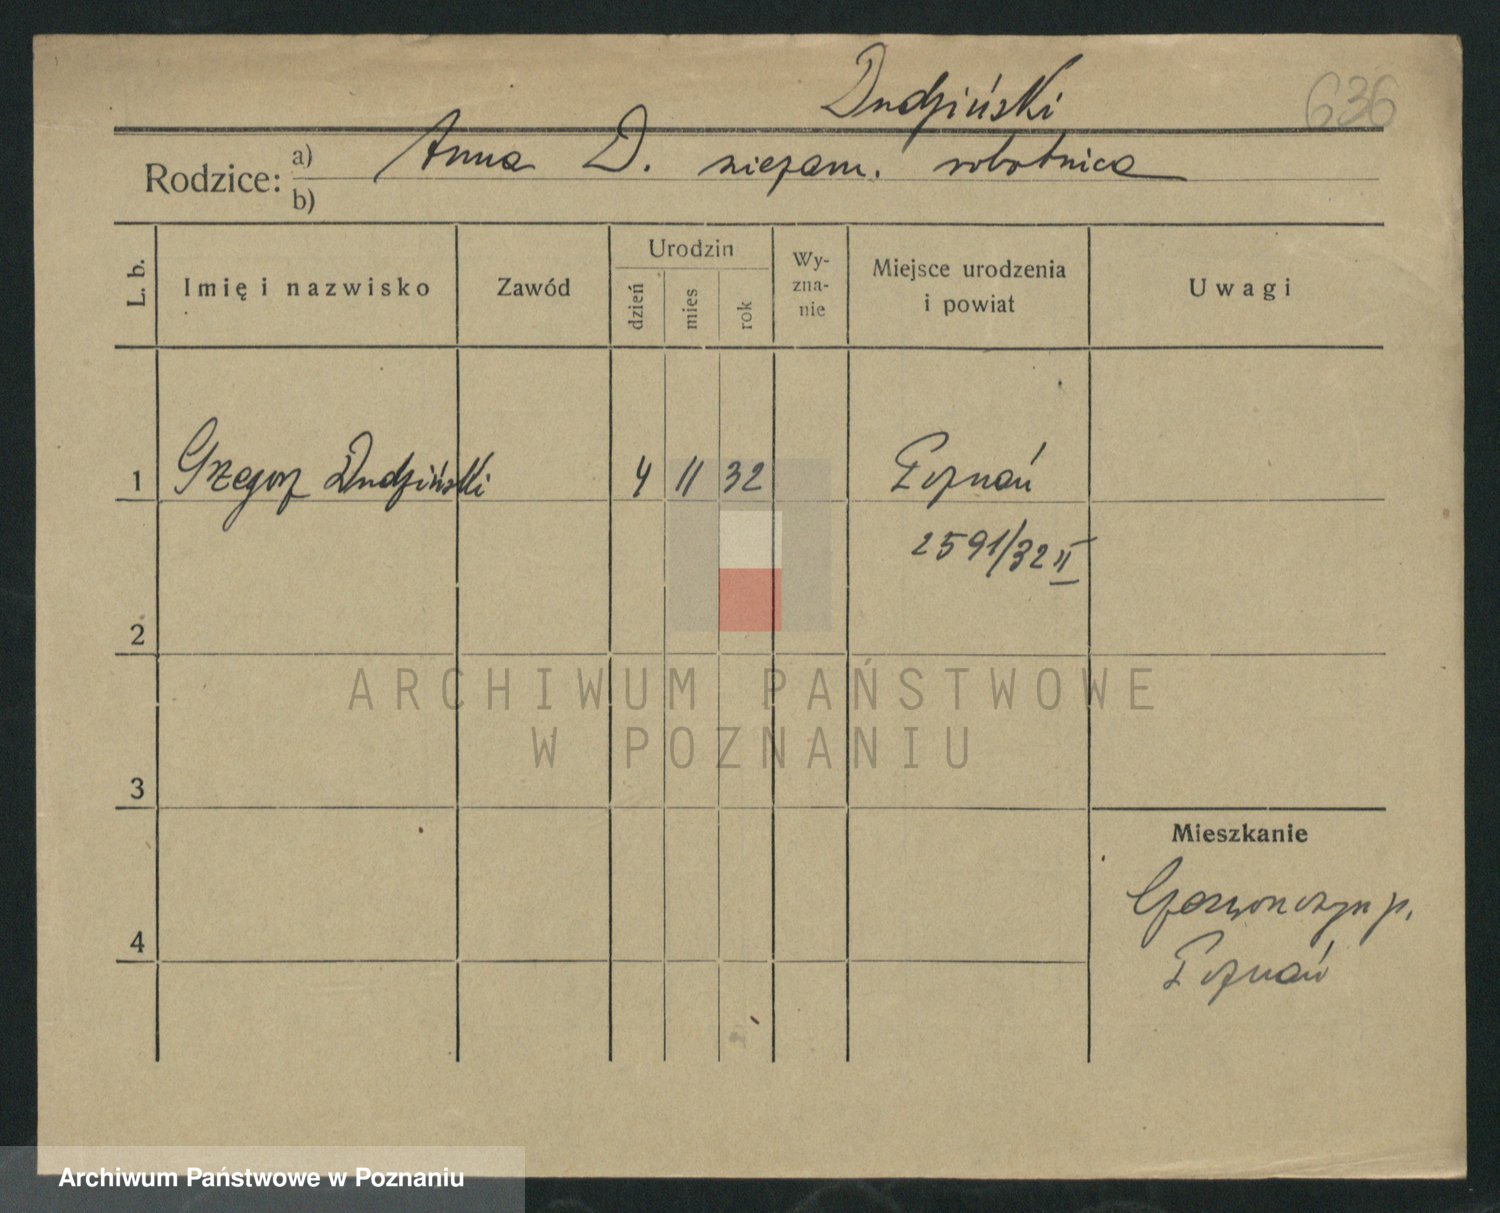 Dudziński
636
Rodzice: a) Anna D. niezam. robotnica
b)
L. b.
Imię i nazwisko
Zawód
Urodzin
dzień
mies
rok
Wy-
zna-
nie
Miejsce urodzenia
i powiat
Uwagi
1 Grzegorz Dudziński 4 11 32 Poznań
2591/32 II
2
3
4
Mieszkanie
Poznań
ARCHIWUM PAŃSTWOWE
W POZNANIU
Archiwum Państwowe w Poznaniu